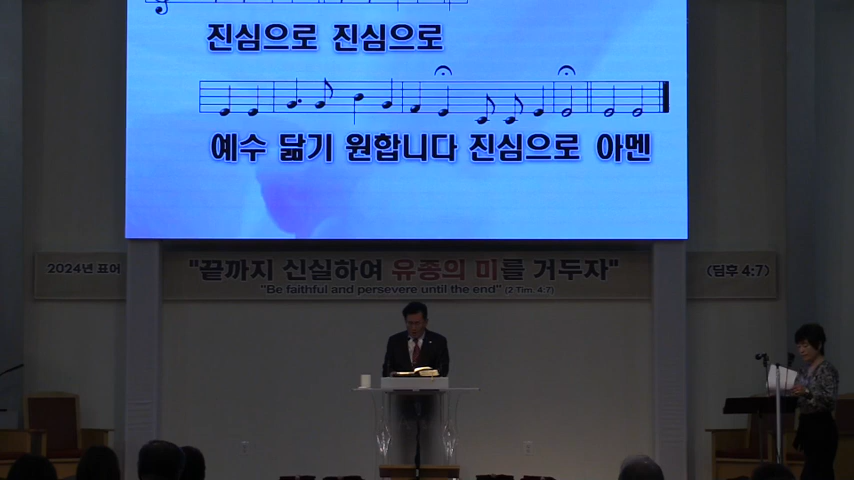 진심으로 진심으로
예수 닮기 원합니다 진심으로 아멘
2024년 표어
"끝까지 신실하여 유종의 미를 거두자"
(딤후 4:7)
"Be faithful and persevere until the end" (2 Tim. 4:7)